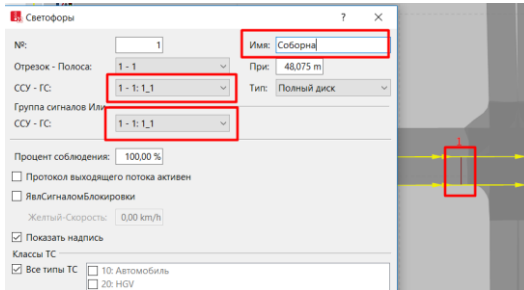 Светофоры ? ×
№: 1 Имя: Соборна
Отрезок - Полоса: 1 - 1 При: 48,075 m
ССУ - ГС: 1 - 1: 1_1 Тип: Полный диск
Группа сигналов Или
ССУ - ГС: 1 - 1: 1_1
Процент соблюдения: 100,00 %
Протокол выходящего потока активен
ЯвлСигналомБлокировки
Желтый-Скорость: 0,00 km/h
Показать надпись
Классы ТС
Все типы ТС 10: Автомобиль
20: HGV
1